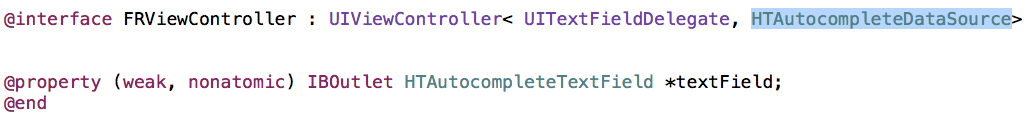 @interface FRViewController : UIViewController< UITextFieldDelegate, HTAutocompleteDataSource>
@property (weak, nonatomic) IBOutlet HTAutocompleteTextField *textField;
@end